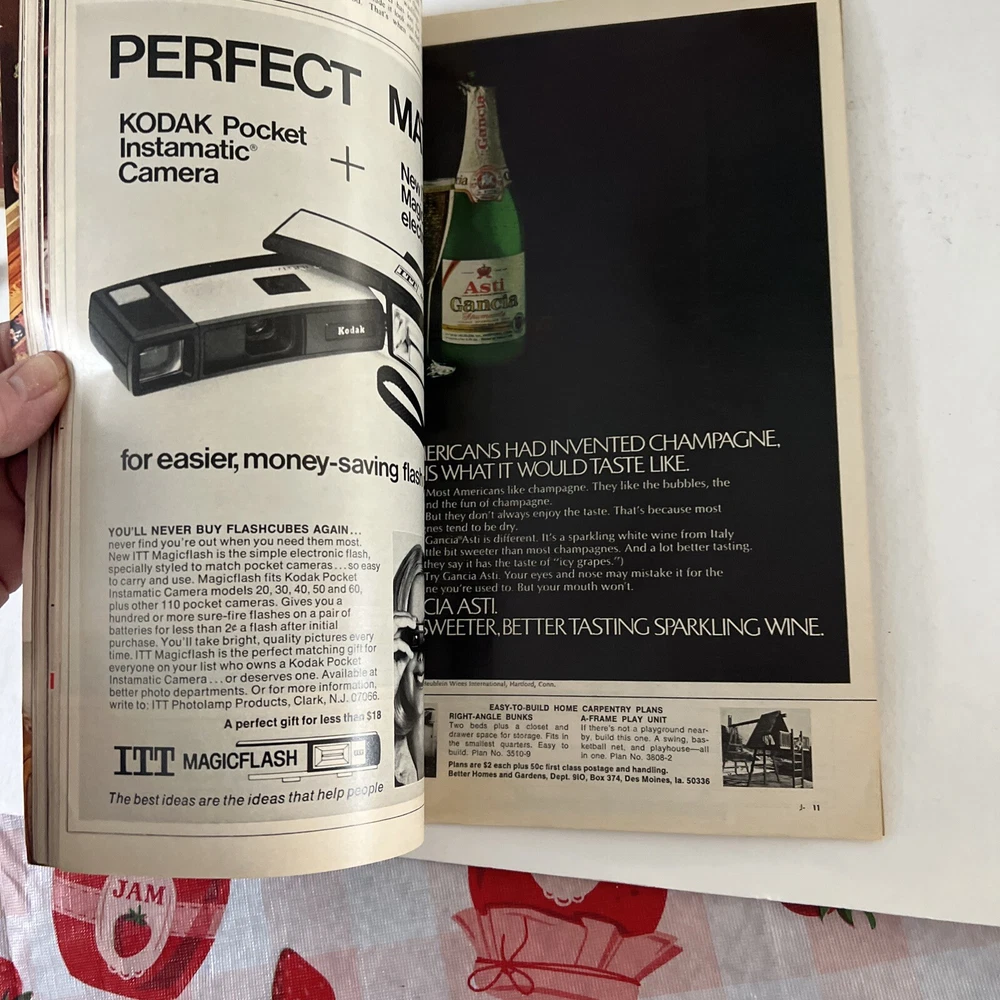 PERFECT MA
KODAK Pocket
Instamatic®
Camera
+
New
Mag
elec
ITT
Kodak
for easier, money-saving flas
YOU'LL NEVER BUY FLASHCUBES AGAIN...
never find you're out when you need them most.
New ITT Magicflash is the simple electronic flash,
specially styled to match pocket cameras...so easy
to carry and use. Magicflash fits Kodak Pocket
Instamatic Camera models 20, 30, 40, 50 and 60,
plus other 110 pocket cameras. Gives you a
hundred or more sure-fire flashes on a pair of
batteries for less than 2¢ a flash after initial
purchase. You'll take bright, quality pictures every
time. ITT Magicflash is the perfect matching gift for
everyone on your list who owns a Kodak Pocket
Instamatic Camera...or deserves one. Available at
better photo departments. Or for more information,
write to: ITT Photolamp Products, Clark, N.J. 07066.
A perfect gift for less than $18
ITT MAGICFLASH
The best ideas are the ideas that help people
Gancia
Asti
Gancia
ERICANS HAD INVENTED CHAMPAGNE,
IS WHAT IT WOULD TASTE LIKE.
Most Americans like champagne. They like the bubbles, the
nd the fun of champagne.
But they don't always enjoy the taste. That's because most
nes tend to be dry.
Gancia® Asti is different. It's a sparkling white wine from Italy
ttle bit sweeter than most champagnes. And a lot better tasting.
they say it has the taste of "icy grapes.")
Try Gancia Asti. Your eyes and nose may mistake it for the
ne you're used to. But your mouth won't.
CIA ASTI.
SWEETER, BETTER TASTING SPARKLING WINE.
Heublein Wines International, Hartford, Conn.
EASY-TO-BUILD HOME CARPENTRY PLANS
RIGHT-ANGLE BUNKS
Two beds plus a closet and
drawer space for storage. Fits in
the smallest quarters. Easy to
build. Plan No. 3510-9
A-FRAME PLAY UNIT
If there's not a playground near-
by, build this one. A swing, bas-
ketball net, and playhouse—all
in one. Plan No. 3808-2
Plans are $2 each plus 50c first class postage and handling.
Better Homes and Gardens, Dept. 9IO, Box 374, Des Moines, Ia. 50336
J- 11
JAM